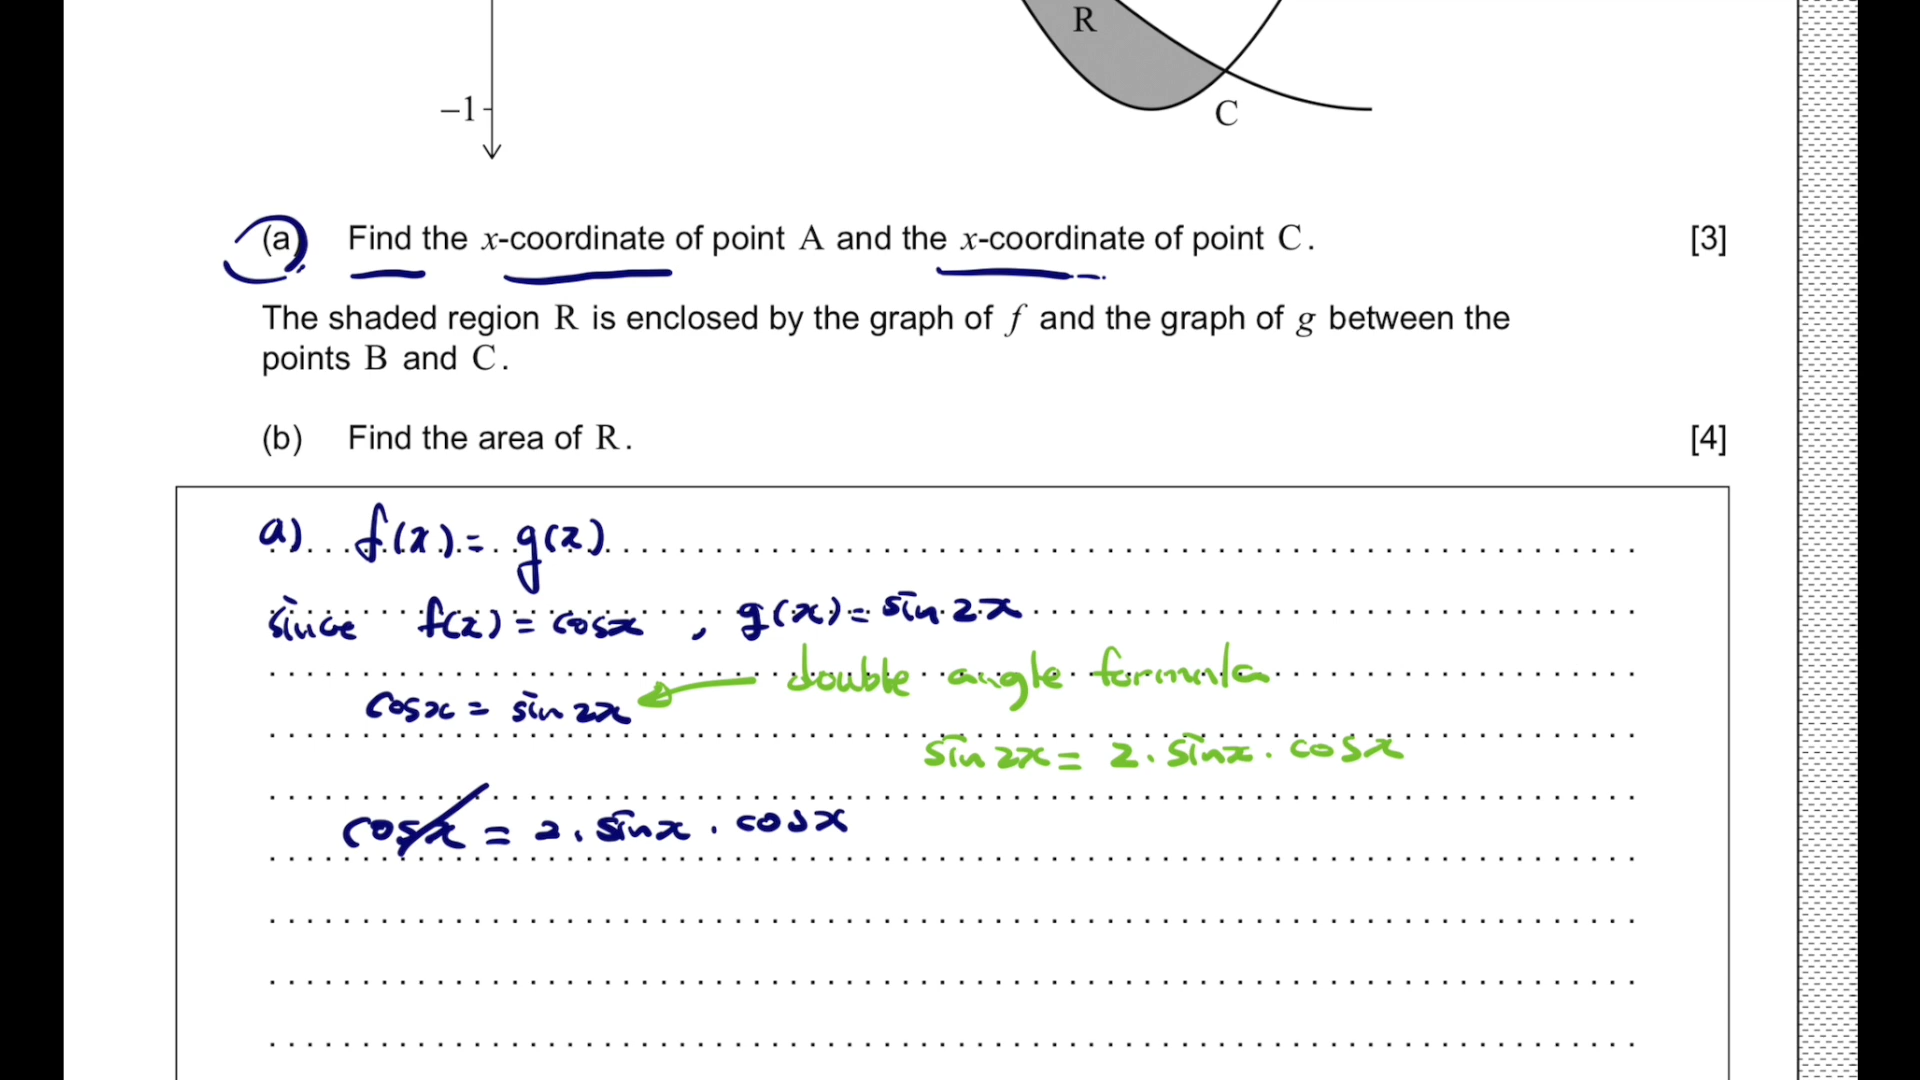 R
−1
C
(a) Find the x-coordinate of point A and the x-coordinate of point C. [3]
The shaded region R is enclosed by the graph of f and the graph of g between the
points B and C.
(b) Find the area of R. [4]
a) f(x) = g(x)
since f(x) = cosx , g(x) = sin 2x
double angle formula
cosx = sin 2x
sin 2x = 2 . sinx . cosx
cosx = 2 . sinx . cosx